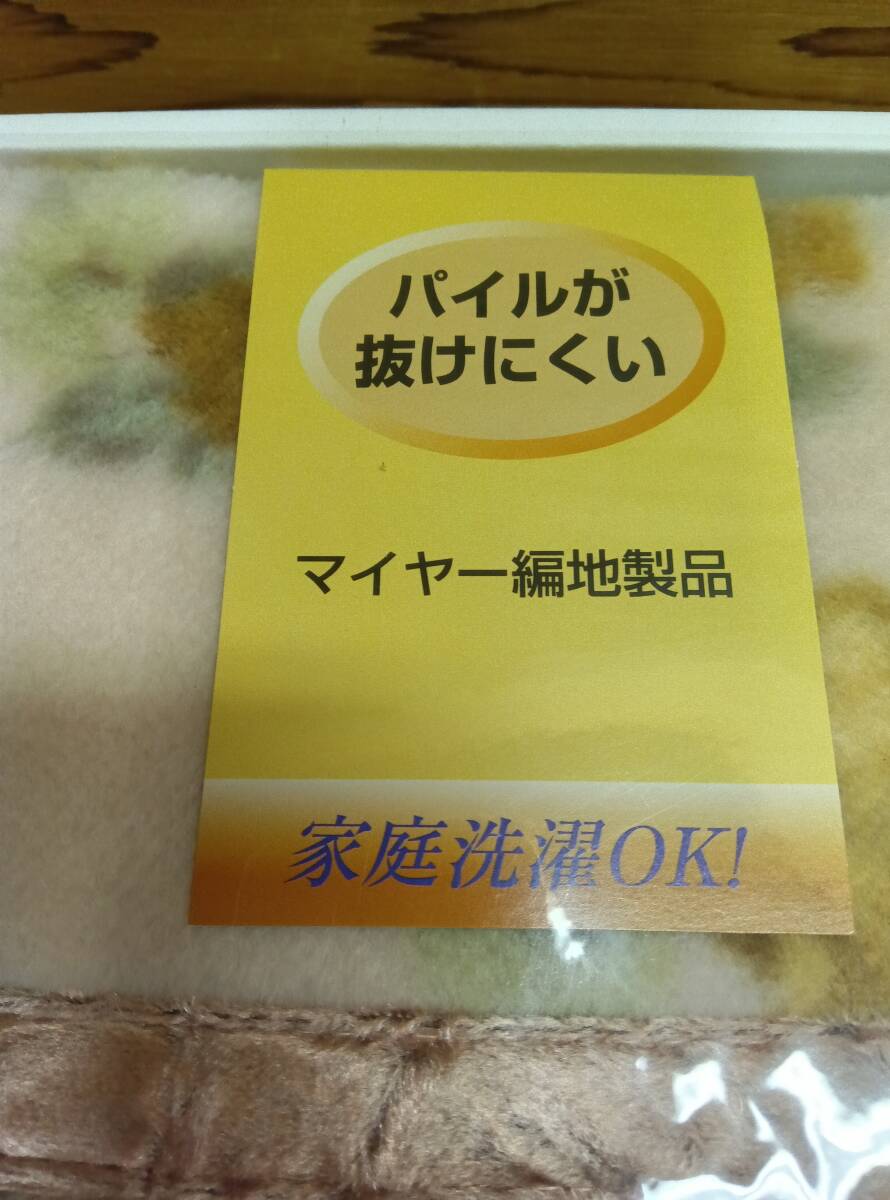 パイルが
抜けにくい
マイヤー編地製品
家庭洗濯OK!